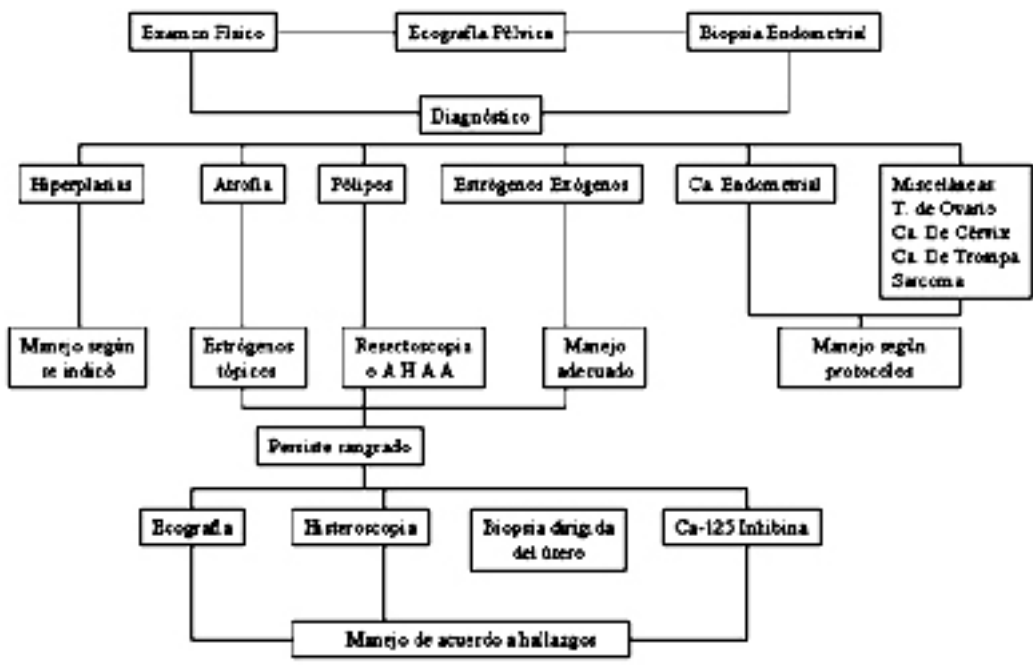 Examen Físico
Ecografía Pélvica
Biopsia Endometrial
Diagnóstico
Hiperplasias
Atrofia
Pólipos
Estrógenos Exógenos
Ca. Endometrial
Misceláneas
T. de Ovario
Ca. De Cérvix
Ca. De Trompa
Sarcoma
Manejo según
se indicó
Estrógenos
tópicos
Resectoscopia
o A H A A
Manejo
adecuado
Manejo según
protocolos
Persiste sangrado
Ecografía
Histeroscopia
Biopsia dirigida
del útero
Ca-125 Inhibina
Manejo de acuerdo a hallazgos